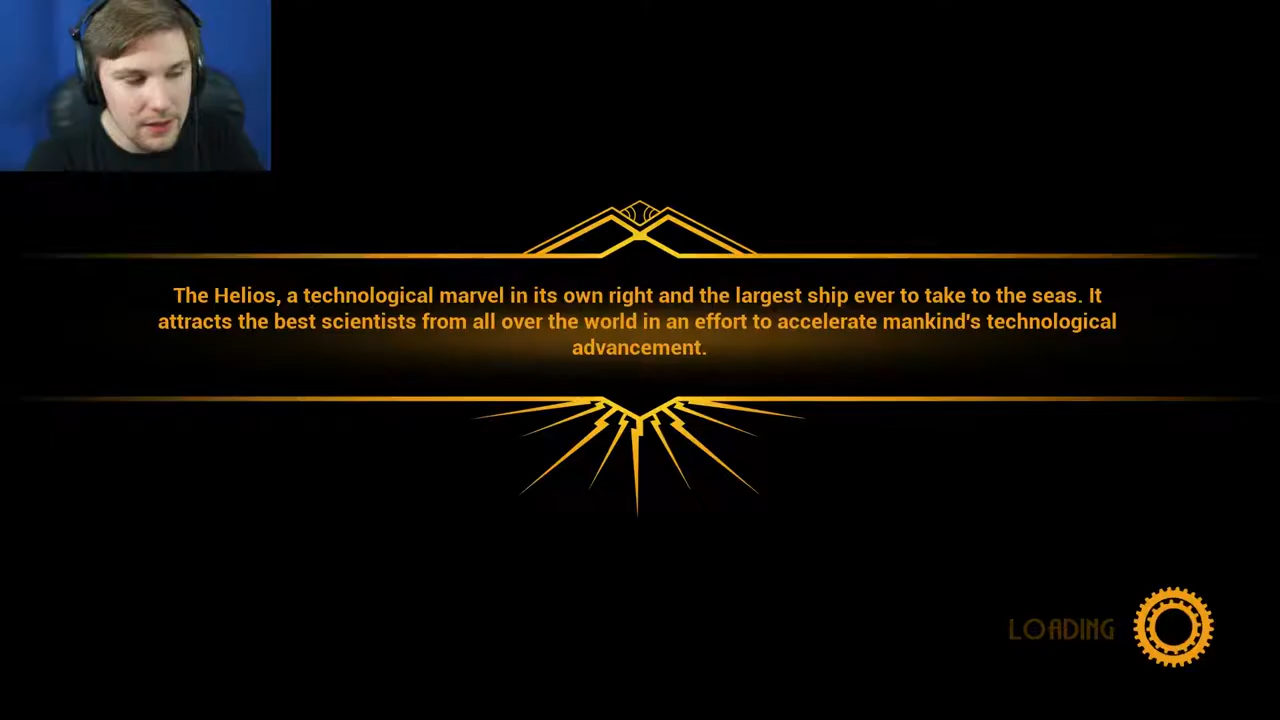 The Helios, a technological marvel in its own right and the largest ship ever to take to the seas. It
attracts the best scientists from all over the world in an effort to accelerate mankind's technological
advancement.
LOADING